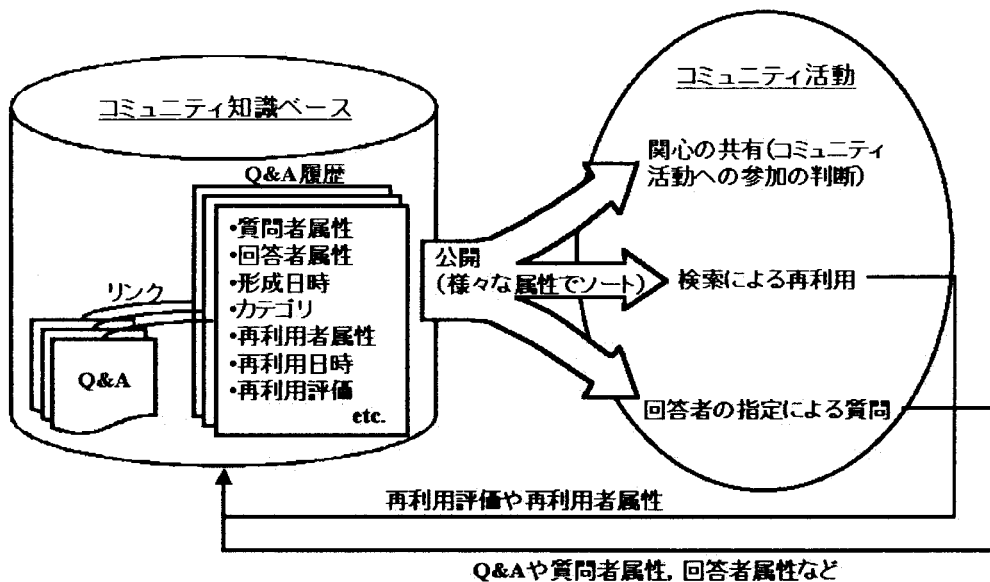 コミュニティ知識ベース
Q&A履歴
・質問者属性
・回答者属性
・形成日時
・カテゴリ
・再利用者属性
・再利用日時
・再利用評価
etc.
リンク
Q&A
公開
(様々な属性でソート)
コミュニティ活動
関心の共有(コミュニティ
活動への参加の判断)
検索による再利用
回答者の指定による質問
再利用評価や再利用者属性
Q&Aや質問者属性, 回答者属性など